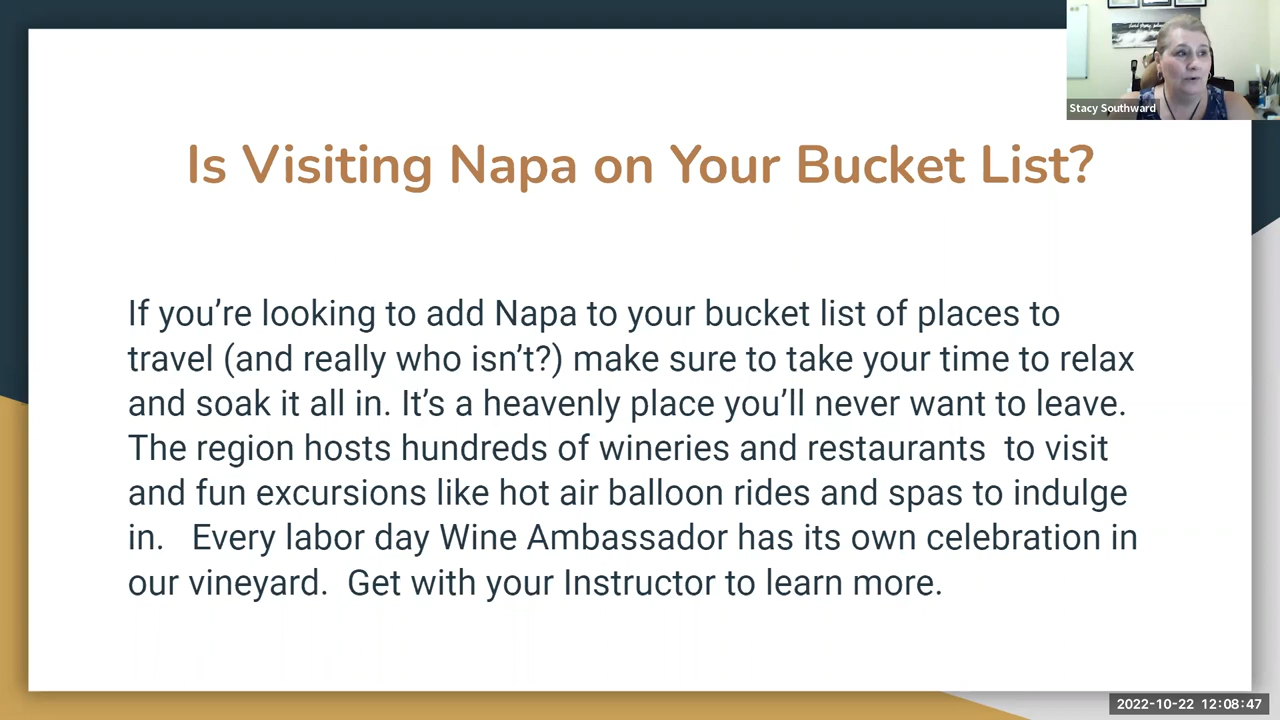 Stacy Southward
Is Visiting Napa on Your Bucket List?
If you’re looking to add Napa to your bucket list of places to
travel (and really who isn’t?) make sure to take your time to relax
and soak it all in. It’s a heavenly place you’ll never want to leave.
The region hosts hundreds of wineries and restaurants  to visit
and fun excursions like hot air balloon rides and spas to indulge
in.   Every labor day Wine Ambassador has its own celebration in
our vineyard.  Get with your Instructor to learn more.
2022-10-22 12:08:47